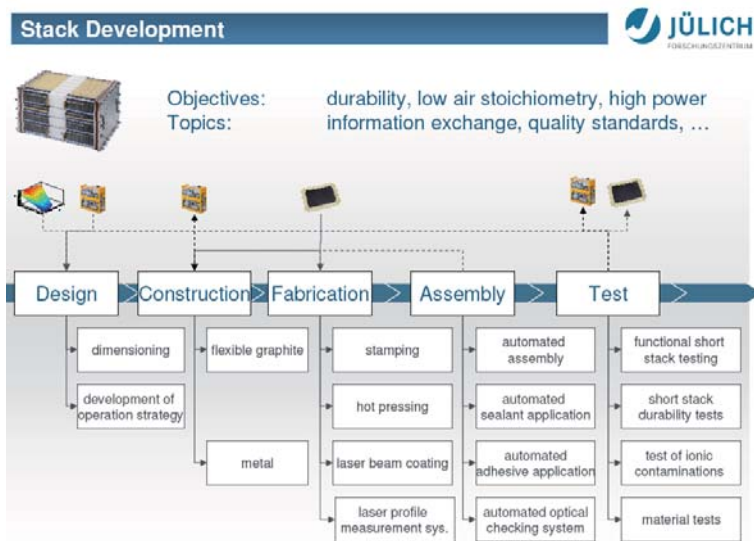 Stack Development
JÜLICH
FORSCHUNGSZENTRUM
Objectives: durability, low air stoichiometry, high power
Topics: information exchange, quality standards, ...
Design
Construction
Fabrication
Assembly
Test
dimensioning
development of
operation strategy
flexible graphite
metal
stamping
hot pressing
laser beam coating
laser profile
measurement sys.
automated
assembly
automated
sealant application
automated
adhesive application
automated optical
checking system
functional short
stack testing
short stack
durability tests
test of ionic
contaminations
material tests